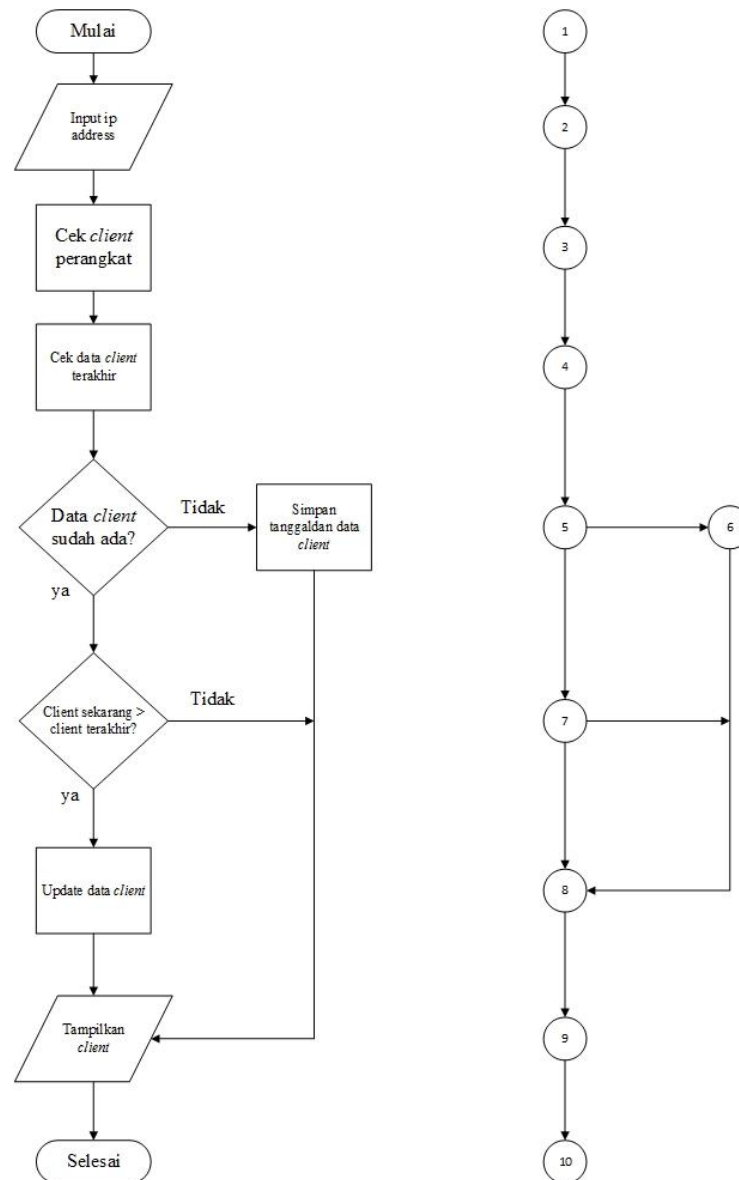 Mulai
1
Input ip
address
2
Cek client
perangkat
3
Cek data client
terakhir
4
Data client
sudah ada?
Tidak
Simpan
tanggaldan data
client
ya
5
6
Client sekarang >
client terakhir?
Tidak
ya
7
Update data client
8
Tampilkan
client
9
Selesai
10